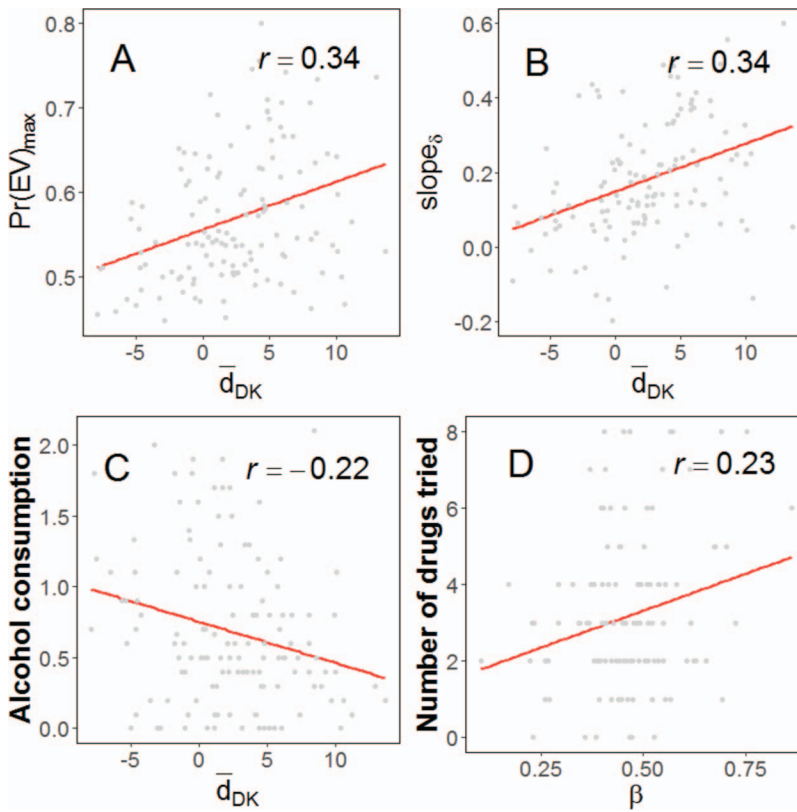 A
r = 0.34
Pr(EV)max
0.8
0.7
0.6
0.5
-5
0
5
10
d̅DK
B
r = 0.34
slopeδ
0.6
0.4
0.2
0.0
-0.2
-5
0
5
10
d̅DK
C
r = −0.22
Alcohol consumption
2.0
1.5
1.0
0.5
0.0
-5
0
5
10
d̅DK
D
r = 0.23
Number of drugs tried
8
6
4
2
0
0.25
0.50
0.75
β